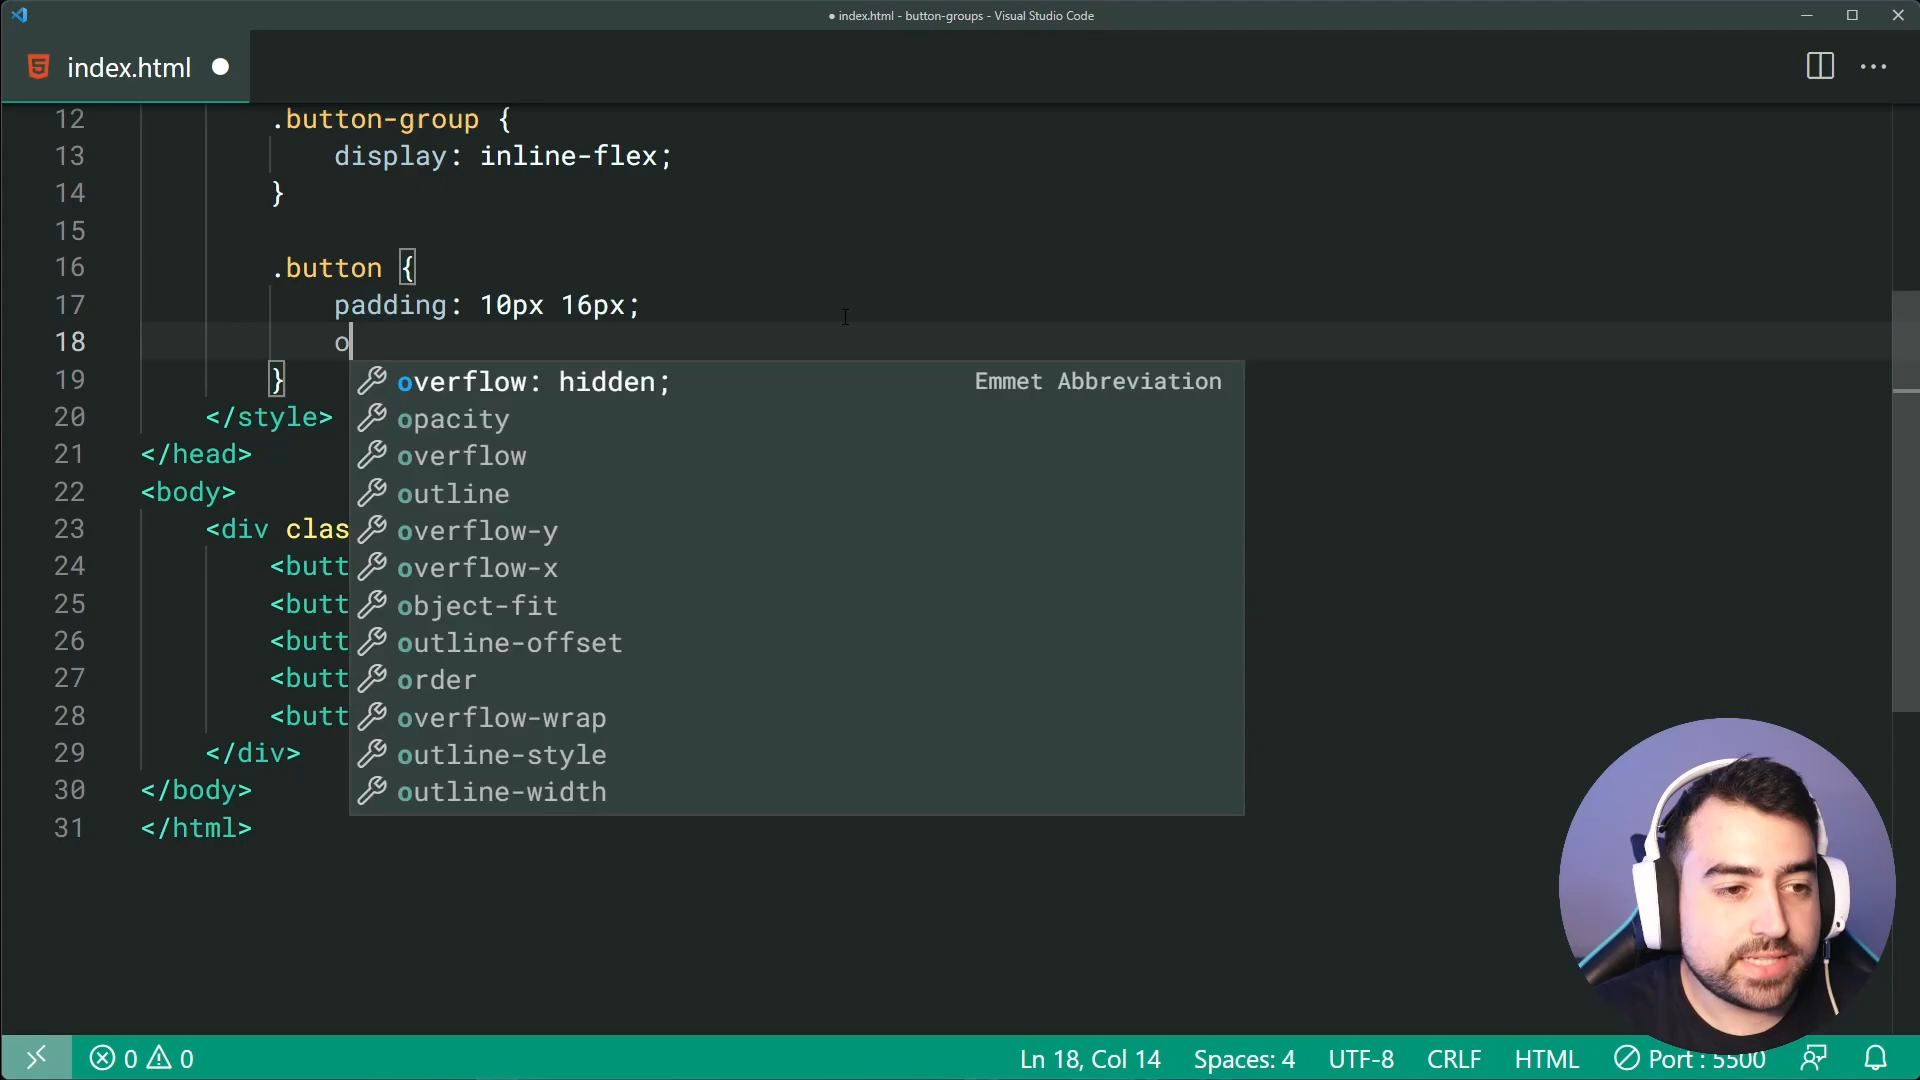 ● index.html - button-groups - Visual Studio Code
index.html
12 .button-group {
13 display: inline-flex;
14 }
15
16 .button {
17 padding: 10px 16px;
18 o
overflow: hidden; Emmet Abbreviation
opacity
overflow
outline
overflow-y
overflow-x
object-fit
outline-offset
order
overflow-wrap
outline-style
outline-width
19 }
20 </style>
21 </head>
22 <body>
23 <div clas
24 <butt
25 <butt
26 <butt
27 <butt
28 <butt
29 </div>
30 </body>
31 </html>
0 0 Ln 18, Col 14 Spaces: 4 UTF-8 CRLF HTML Port : 5500